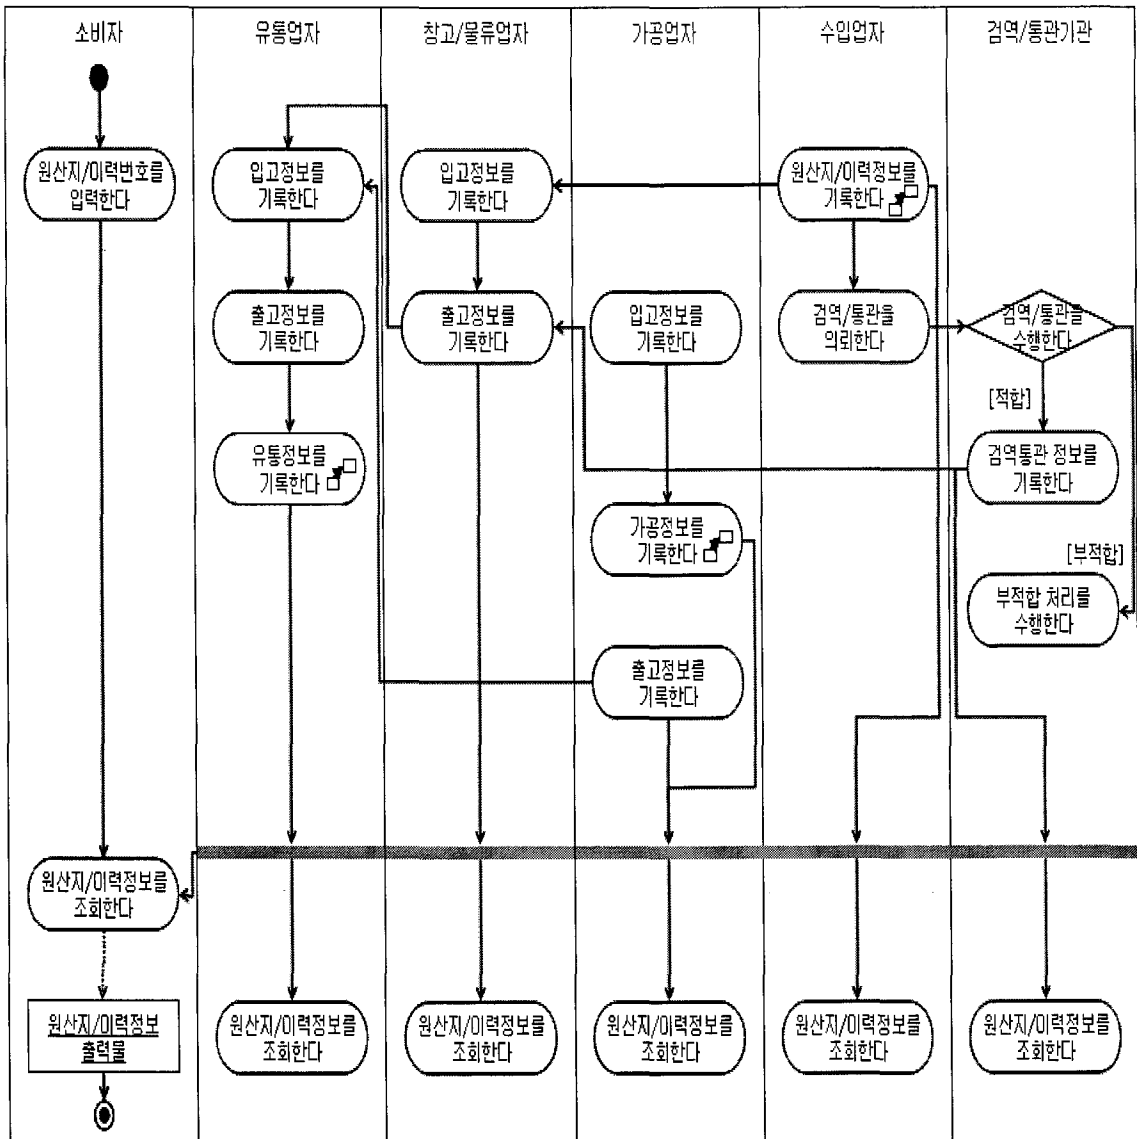 소비자
유통업자
창고/물류업자
가공업자
수입업자
검역/통관기관
원산지/이력번호를
입력한다
입고정보를
기록한다
입고정보를
기록한다
원산지/이력정보를
기록한다
출고정보를
기록한다
출고정보를
기록한다
입고정보를
기록한다
검역/통관을
의뢰한다
검역/통관을
수행한다
[적합]
유통정보를
기록한다
검역통관 정보를
기록한다
가공정보를
기록한다
[부적합]
부적합 처리를
수행한다
출고정보를
기록한다
원산지/이력정보를
조회한다
원산지/이력정보
출력물
원산지/이력정보를
조회한다
원산지/이력정보를
조회한다
원산지/이력정보를
조회한다
원산지/이력정보를
조회한다
원산지/이력정보를
조회한다